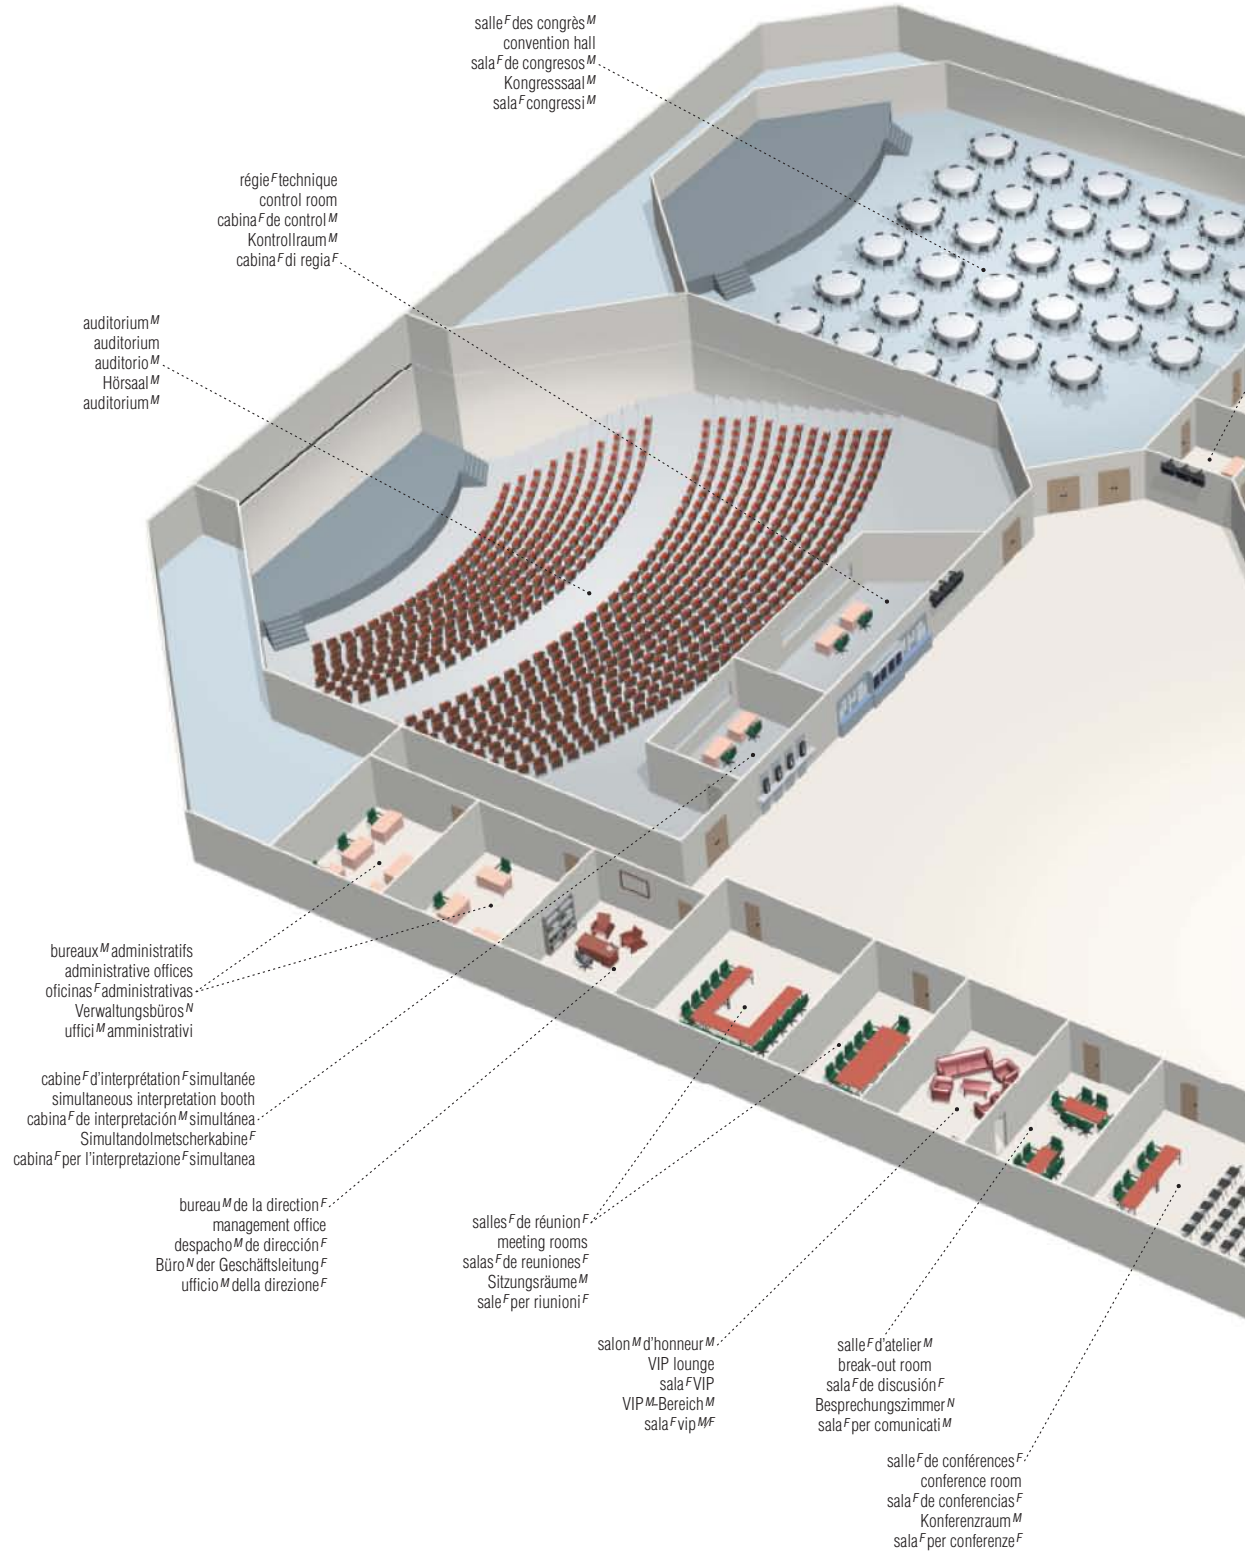 salle F des congrès M
convention hall
sala F de congresos M
Kongresssaal M
sala F congressi M
régie F technique
control room
cabina F de control M
Kontrollraum M
cabina F di regia F
auditorium M
auditorium
auditorio M
Hörsaal M
auditorium M
bureaux M administratifs
administrative offices
oficinas F administrativas
Verwaltungsbüros N
uffici M amministrativi
cabine F d'interprétation F simultanée
simultaneous interpretation booth
cabina F de interpretación M simultánea
Simultandolmetscherkabine F
cabina F per l'interpretazione F simultanea
bureau M de la direction F
management office
despacho M de dirección F
Büro N der Geschäftsleitung F
ufficio M della direzione F
salles F de réunion F
meeting rooms
salas F de reuniones F
Sitzungsräume M
sale F per riunioni F
salon M d'honneur M
VIP lounge
sala F VIP
VIP M-Bereich M
sala F vip M/F
salle F d'atelier M
break-out room
sala F de discusión F
Besprechungszimmer N
sala F per comunicati M
salle F de conférences F
conference room
sala F de conferencias F
Konferenzraum M
sala F per conferenze F